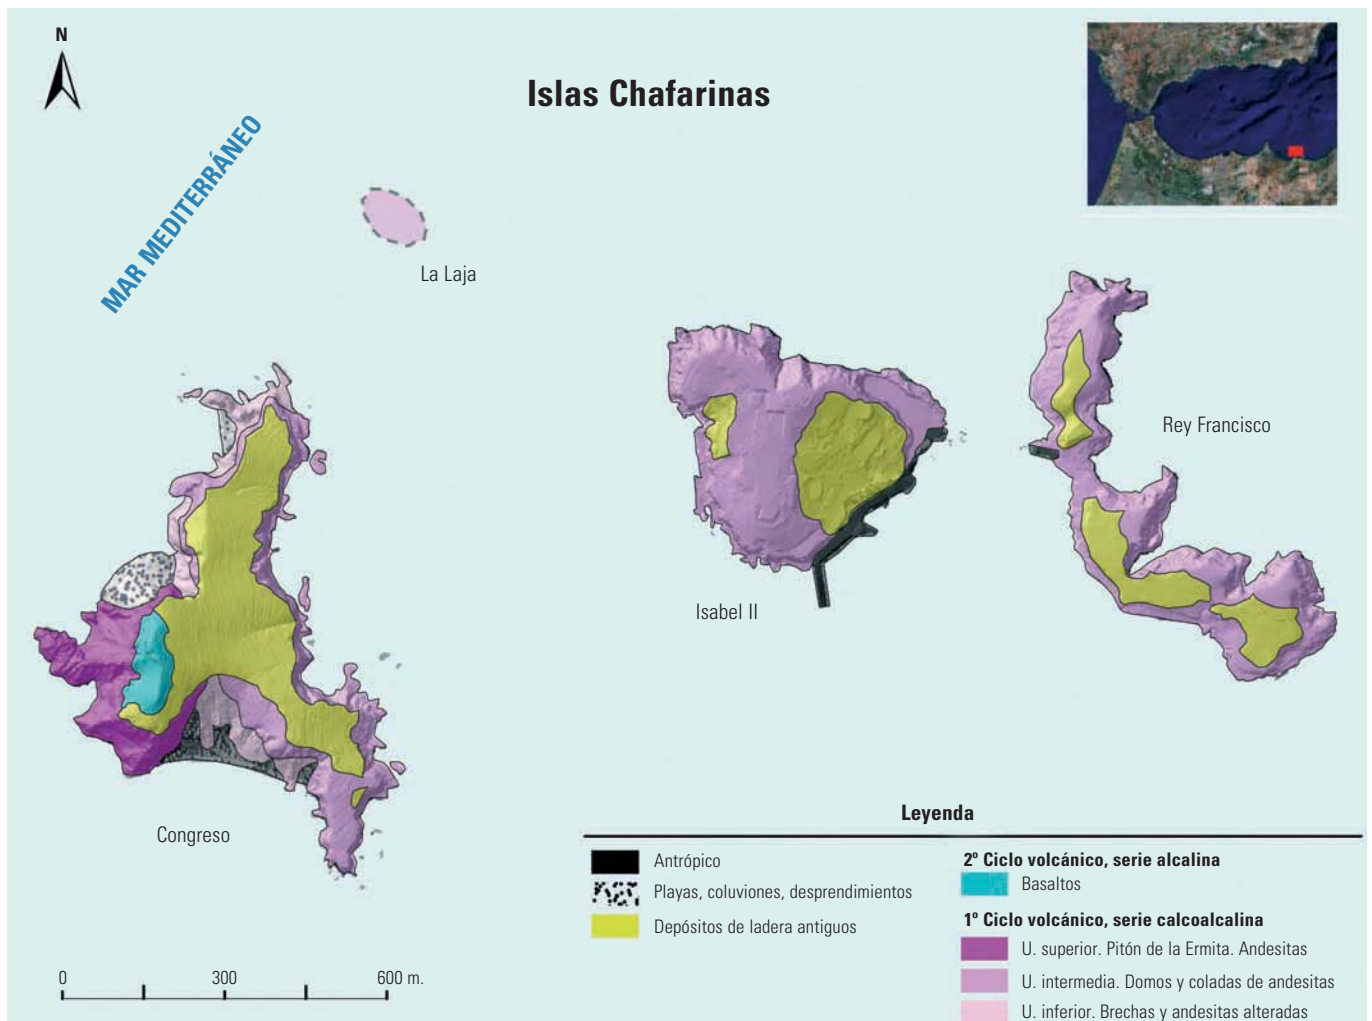 N
Islas Chafarinas
MAR MEDITERRÁNEO
La Laja
Rey Francisco
Isabel II
Congreso
Leyenda
Antrópico
Playas, coluviones, desprendimientos
Depósitos de ladera antiguos
2º Ciclo volcánico, serie alcalina
Basaltos
1º Ciclo volcánico, serie calcoalcalina
U. superior. Pitón de la Ermita. Andesitas
U. intermedia. Domos y coladas de andesitas
U. inferior. Brechas y andesitas alteradas
0 300 600 m.